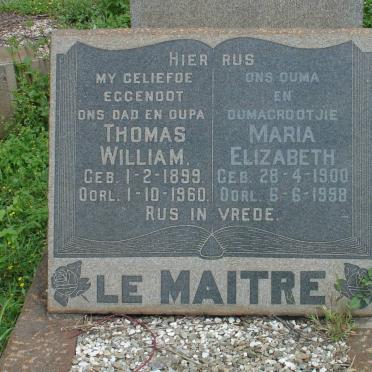 HIER RUS
MY GELIEFDE
EGGENOOT
ONS DAD EN OUPA
THOMAS
WILLIAM.
GEB. 1-2-1899.
OORL. 1-10-1960.
ONS OUMA
EN
OUMAGROOTJIE
MARIA
ELIZABETH
GEB. 28-4-1900
OORL. 6-6-1998
RUS IN VREDE.
LE MAITRE